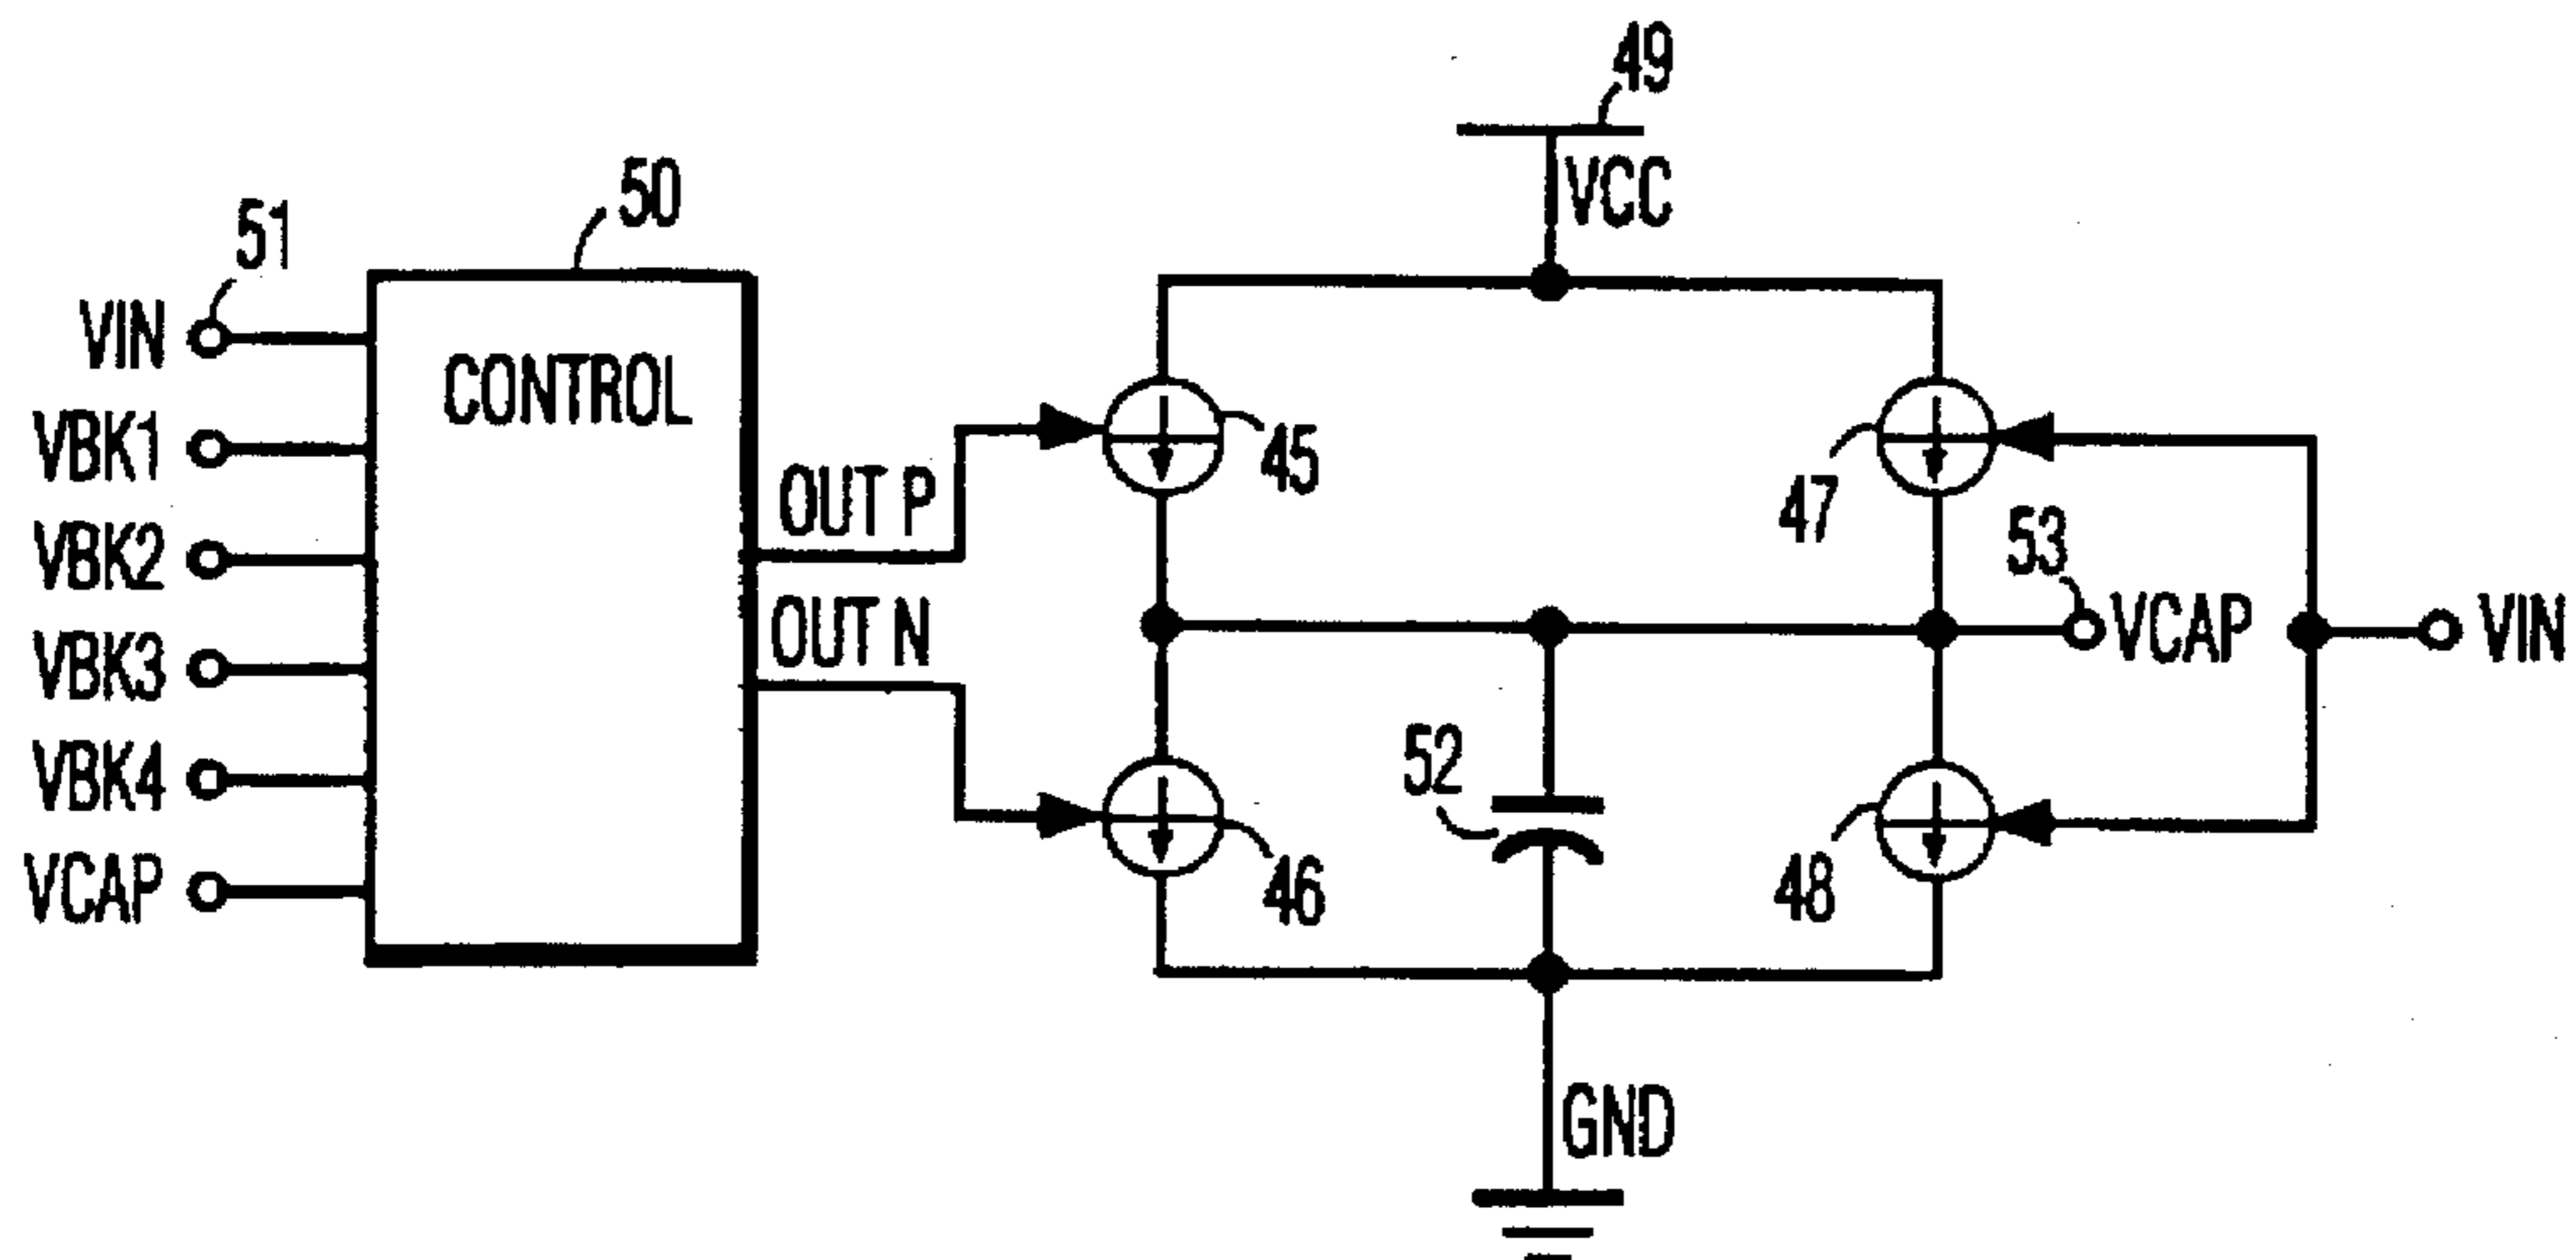 49
VCC
50
51
VIN
CONTROL
VBK1
45
OUT P
47
VBK2
53
OUT N
VCAP
VIN
VBK3
52
VBK4
46
48
VCAP
GND